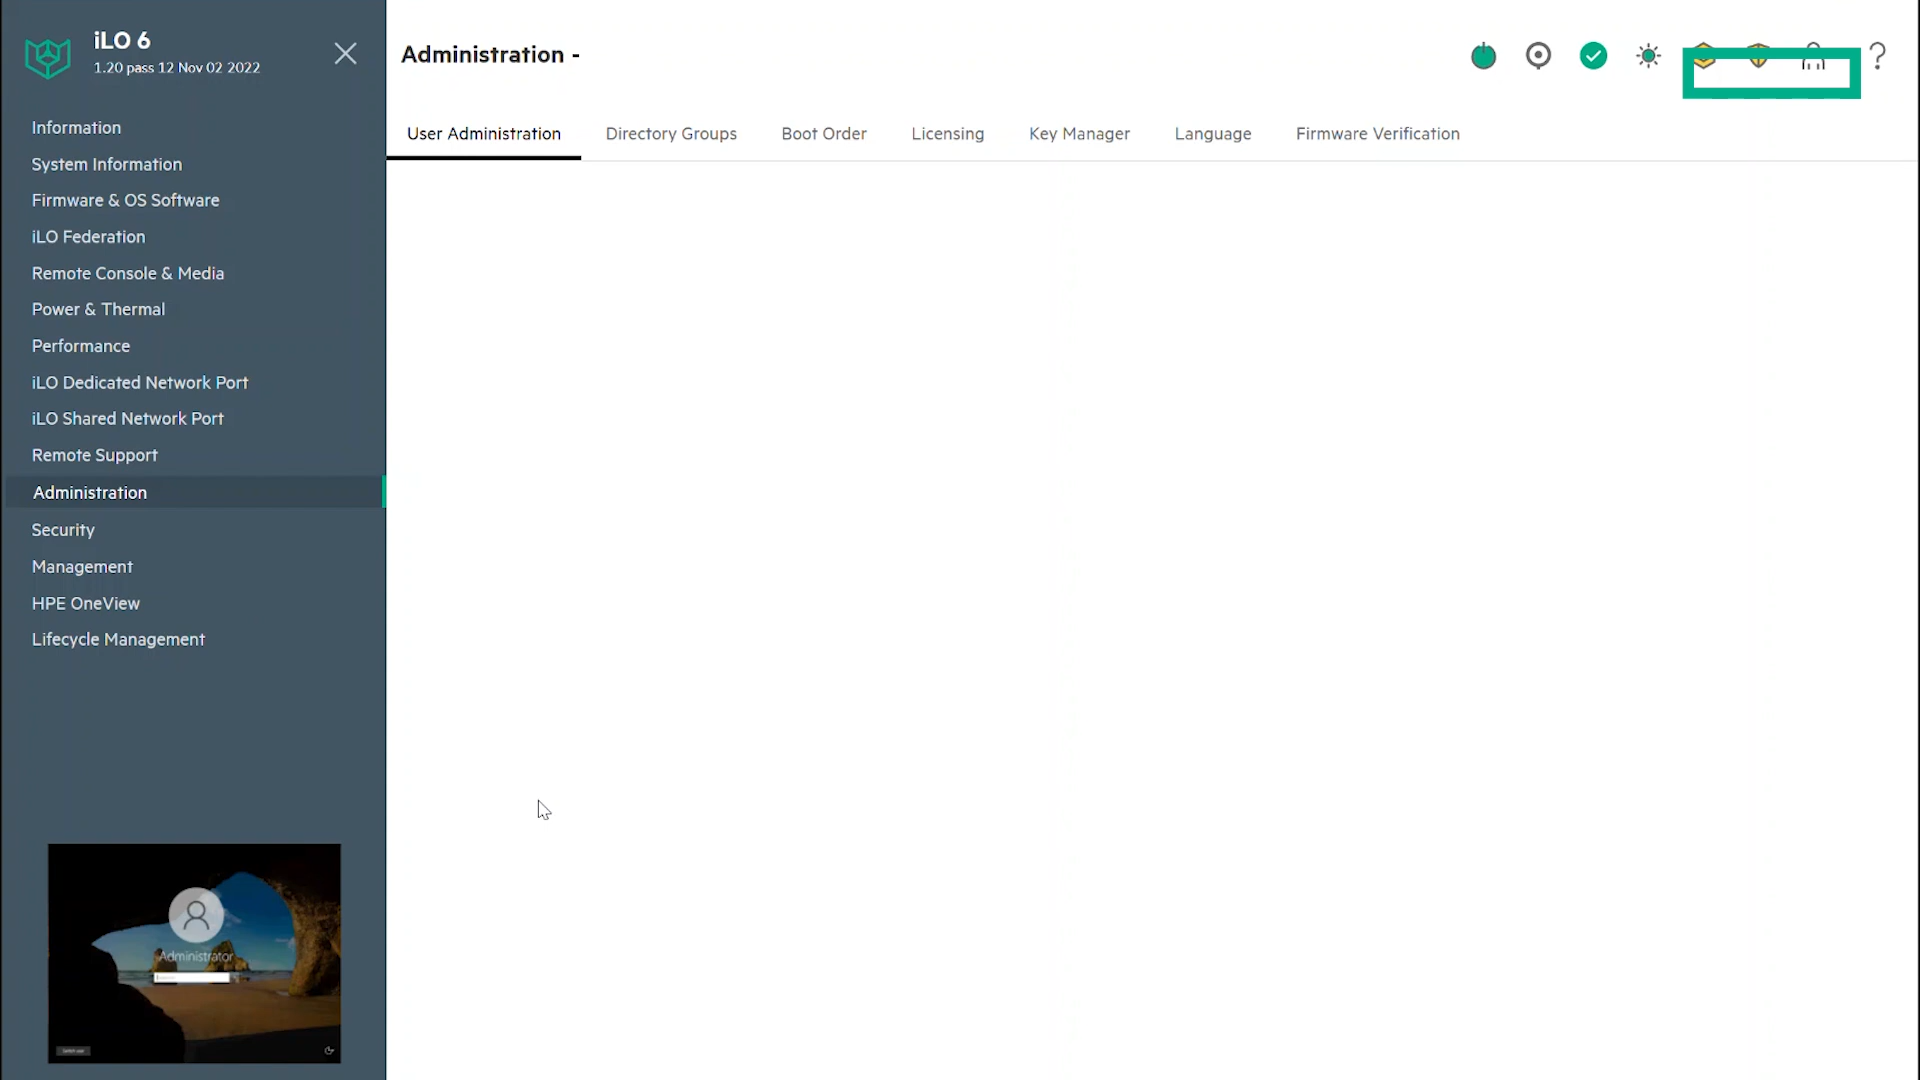 iLO 6
1.20 pass 12 Nov 02 2022
Information
System Information
Firmware & OS Software
iLO Federation
Remote Console & Media
Power & Thermal
Performance
iLO Dedicated Network Port
iLO Shared Network Port
Remote Support
Administration
Security
Management
HPE OneView
Lifecycle Management
Administrator
Administration -
User Administration
Directory Groups
Boot Order
Licensing
Key Manager
Language
Firmware Verification